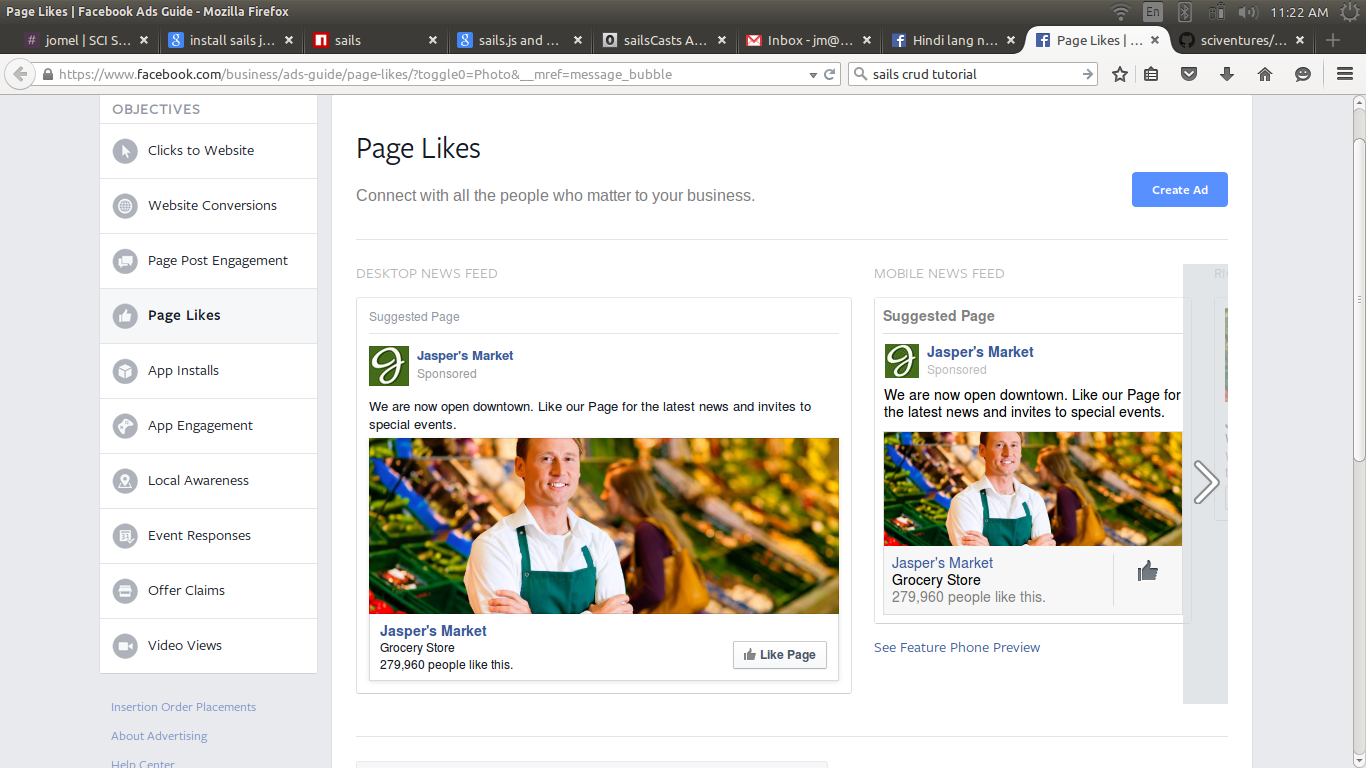 Page Likes | Facebook Ads Guide - Mozilla Firefox
En
11:22 AM
jomel | SCI S...
install sails j...
sails
sails.js and ...
sailsCasts A...
Inbox - jm@...
Hindi lang n...
Page Likes | ...
sciventures/...
https://www.facebook.com/business/ads-guide/page-likes/?toggle0=Photo&__mref=message_bubble
sails crud tutorial
OBJECTIVES
Clicks to Website
Website Conversions
Page Post Engagement
Page Likes
App Installs
App Engagement
Local Awareness
Event Responses
Offer Claims
Video Views
Insertion Order Placements
About Advertising
Help Center
Page Likes
Connect with all the people who matter to your business.
Create Ad
DESKTOP NEWS FEED
Suggested Page
Jasper's Market
Sponsored
We are now open downtown. Like our Page for the latest news and invites to
special events.
Jasper's Market
Grocery Store
279,960 people like this.
Like Page
MOBILE NEWS FEED
Suggested Page
Jasper's Market
Sponsored
We are now open downtown. Like our Page for
the latest news and invites to special events.
Jasper's Market
Grocery Store
279,960 people like this.
See Feature Phone Preview